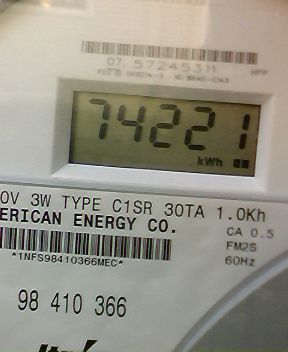 07 57245311
74221
kWh
0V 3W TYPE C1SR 30TA 1.0Kh
ERICAN ENERGY CO.
CA 0.5
FM2S
*1NFS98410366MEC*
60Hz
98 410 366